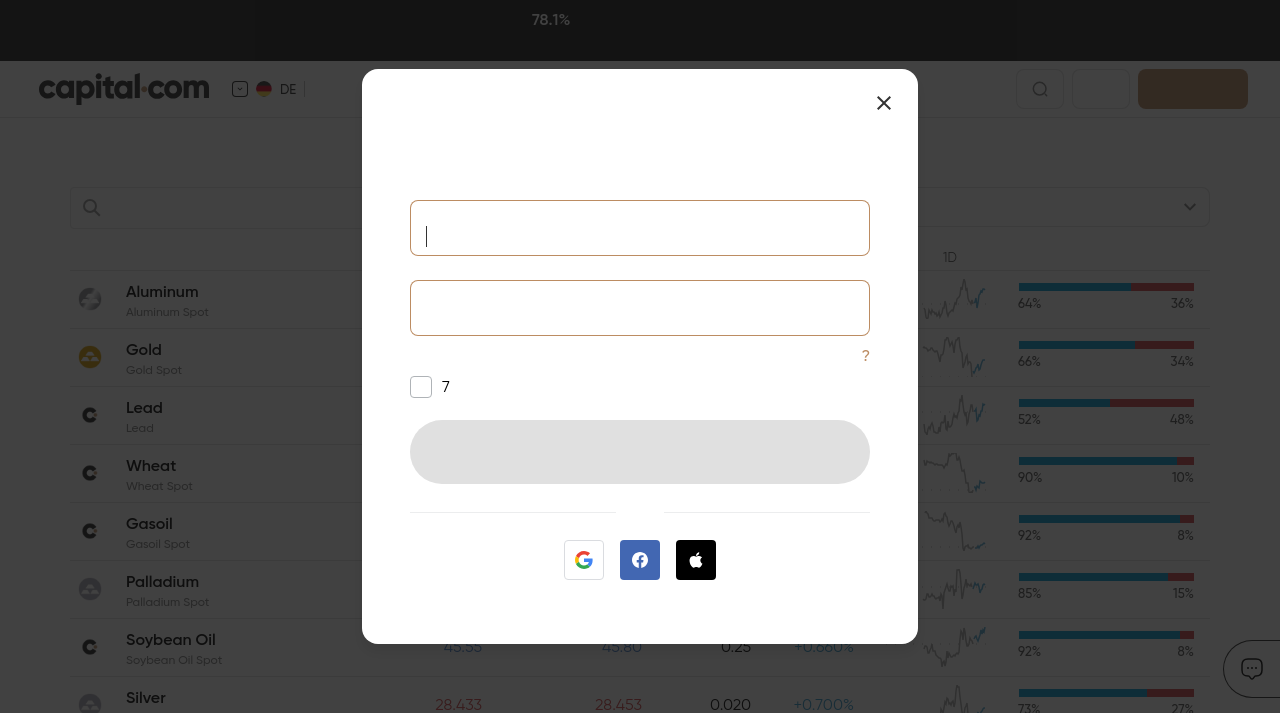 78.1%
capital.com
DE
1D
Aluminum
Aluminum Spot
64% 36%
Gold
Gold Spot
66% 34%
Lead
Lead
52% 48%
Wheat
Wheat Spot
90% 10%
Gasoil
Gasoil Spot
92% 8%
Palladium
Palladium Spot
85% 15%
Soybean Oil
Soybean Oil Spot
45.55 45.80 0.25 +0.660%
92% 8%
Silver
28.433 28.453 0.020 +0.700%
73% 27%
?
7